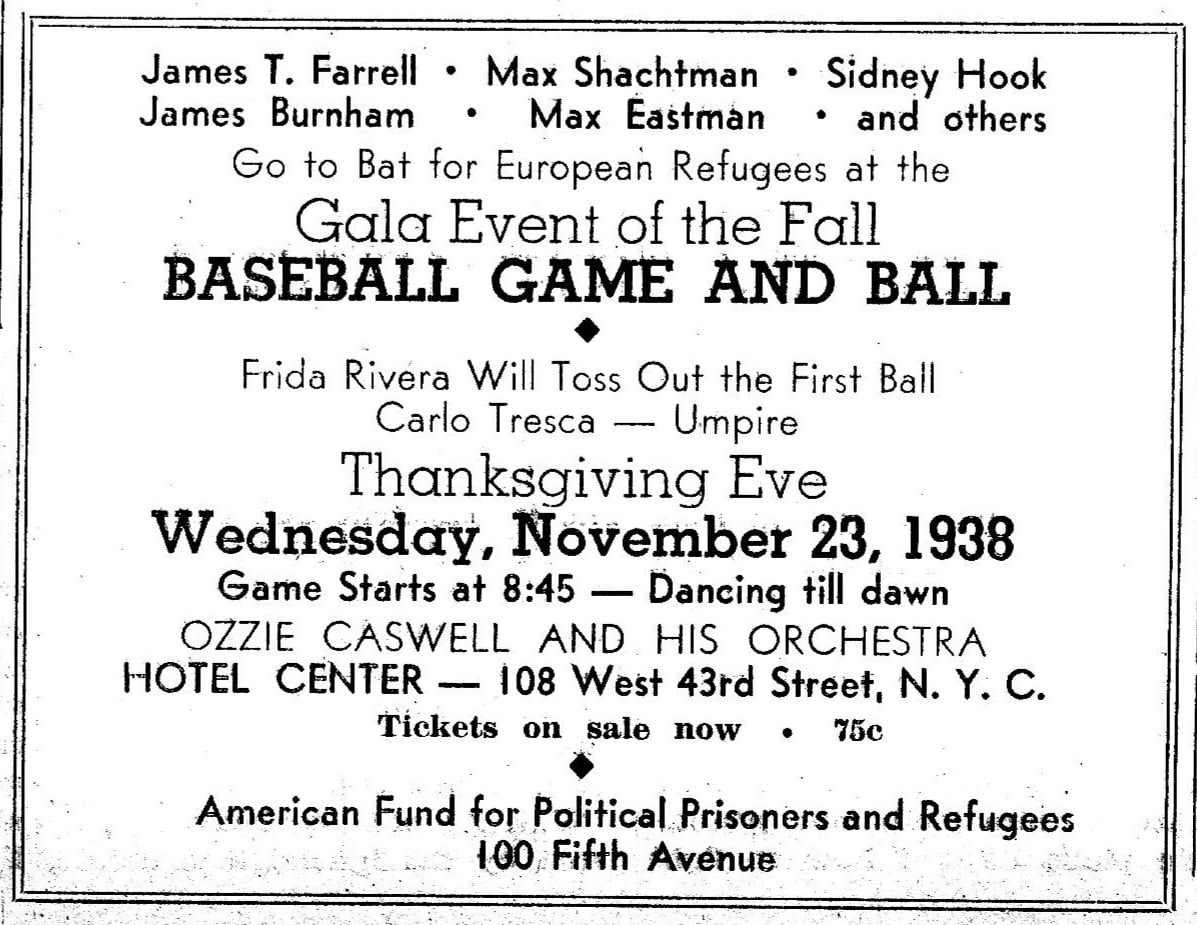 James T. Farrell • Max Shachtman • Sidney Hook
James Burnham • Max Eastman • and others
Go to Bat for European Refugees at the
Gala Event of the Fall
BASEBALL GAME AND BALL
Frida Rivera Will Toss Out the First Ball
Carlo Tresca — Umpire
Thanksgiving Eve
Wednesday, November 23, 1938
Game Starts at 8:45 — Dancing till dawn
OZZIE CASWELL AND HIS ORCHESTRA
HOTEL CENTER — 108 West 43rd Street, N. Y. C.
Tickets on sale now • 75c
American Fund for Political Prisoners and Refugees
100 Fifth Avenue